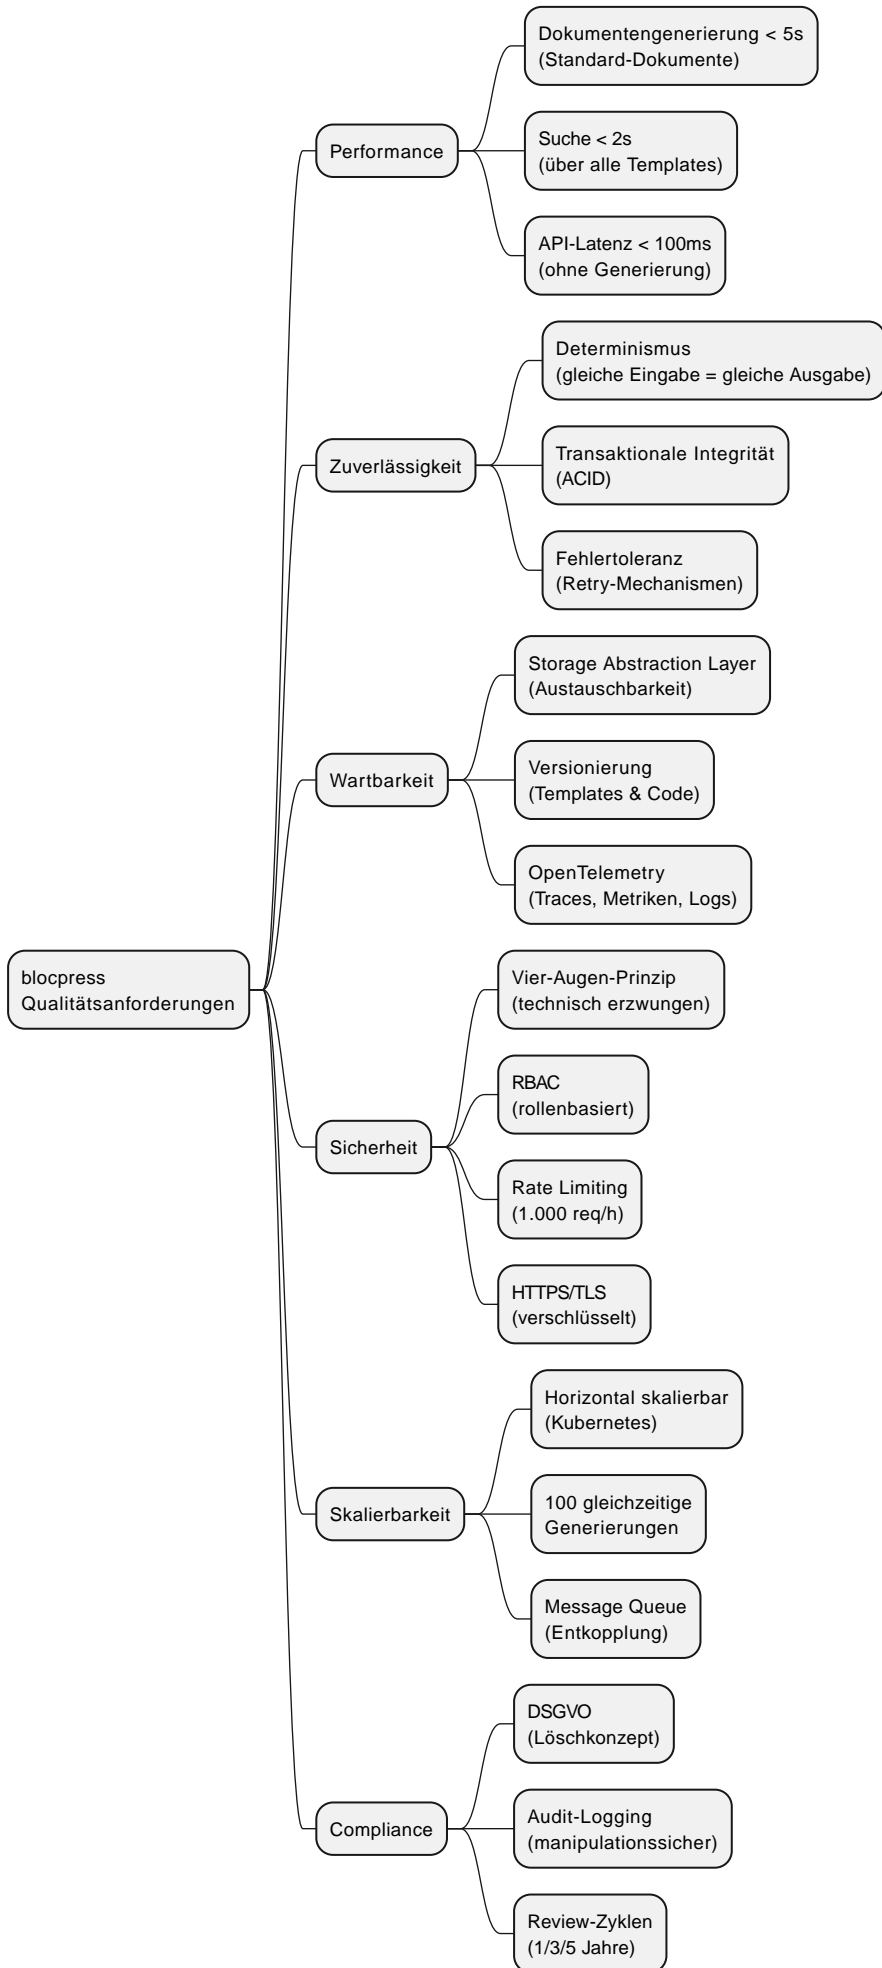 blocpress
Qualitätsanforderungen
Performance
Dokumentengenerierung < 5s
(Standard-Dokumente)
Suche < 2s
(über alle Templates)
API-Latenz < 100ms
(ohne Generierung)
Zuverlässigkeit
Determinismus
(gleiche Eingabe = gleiche Ausgabe)
Transaktionale Integrität
(ACID)
Fehlertoleranz
(Retry-Mechanismen)
Wartbarkeit
Storage Abstraction Layer
(Austauschbarkeit)
Versionierung
(Templates & Code)
OpenTelemetry
(Traces, Metriken, Logs)
Sicherheit
Vier-Augen-Prinzip
(technisch erzwungen)
RBAC
(rollenbasiert)
Rate Limiting
(1.000 req/h)
HTTPS/TLS
(verschlüsselt)
Skalierbarkeit
Horizontal skalierbar
(Kubernetes)
100 gleichzeitige
Generierungen
Message Queue
(Entkopplung)
Compliance
DSGVO
(Löschkonzept)
Audit-Logging
(manipulationssicher)
Review-Zyklen
(1/3/5 Jahre)